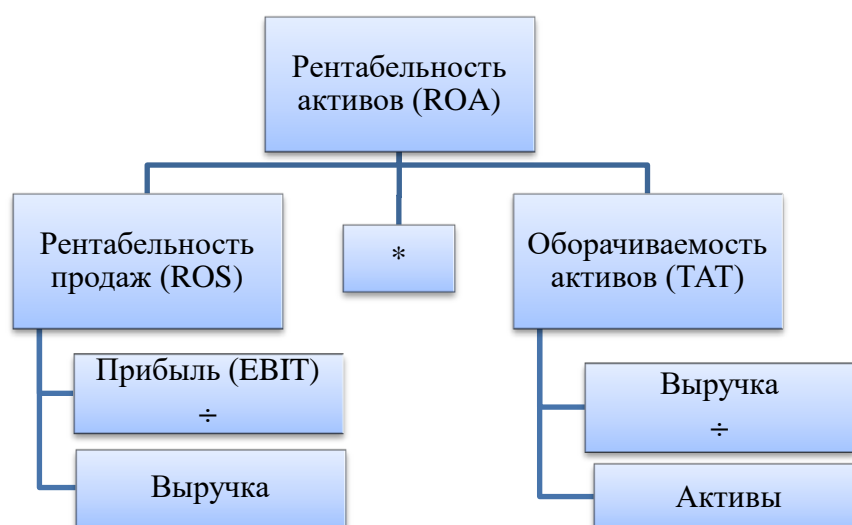 Рентабельность
активов (ROA)
Рентабельность
продаж (ROS)
*
Оборачиваемость
активов (TAT)
Прибыль (EBIT)
÷
Выручка
Выручка
÷
Активы